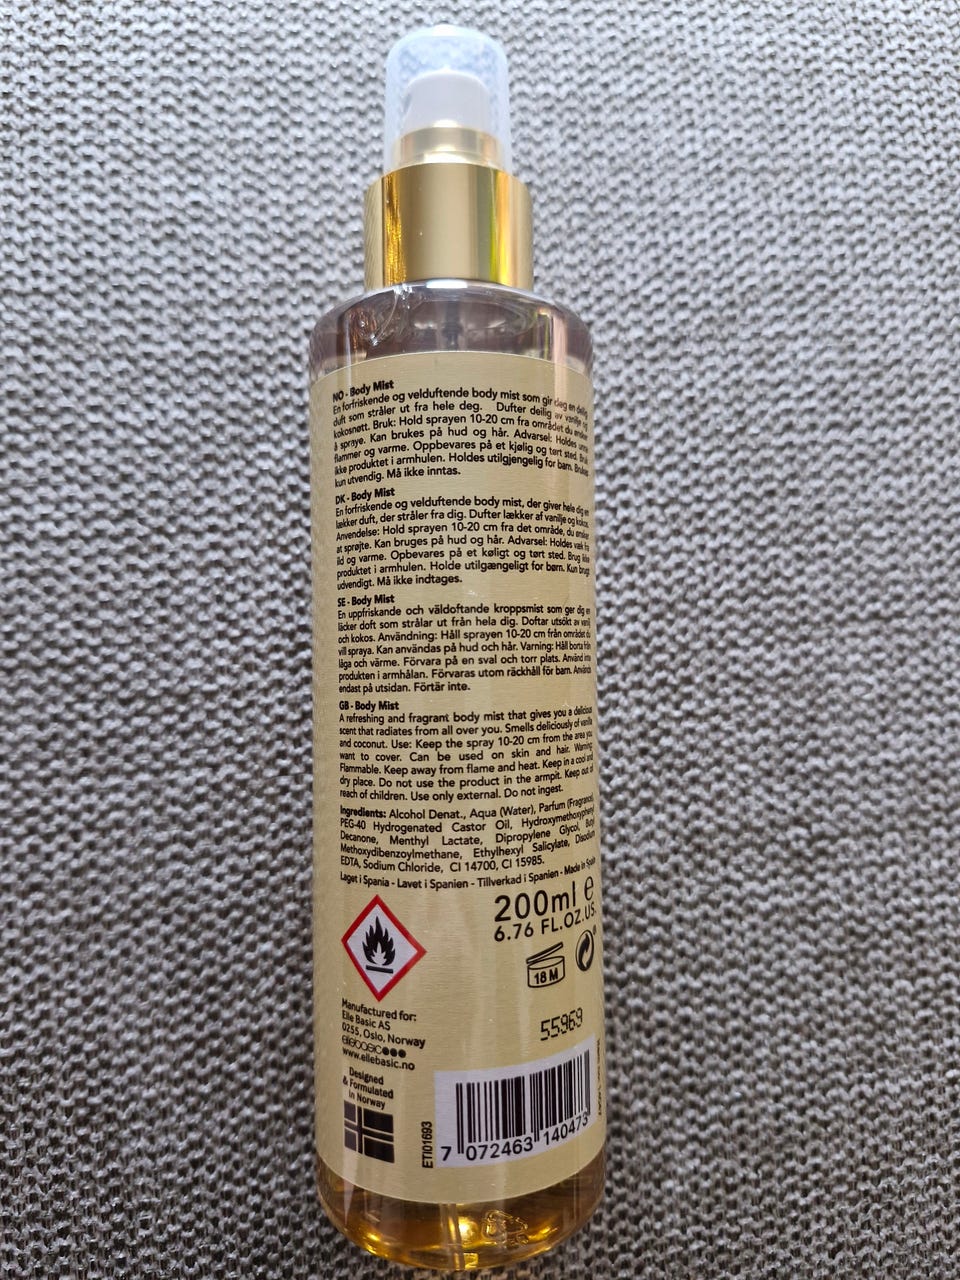 NO - Body Mist
En forfriskende og velduftende body mist som gir deg en deilig
duft som stråler ut fra hele deg. Dufter deilig av vanilje og
kokosnøtt. Bruk: Hold sprayen 10-20 cm fra området du ønsker
å spraye. Kan brukes på hud og hår. Advarsel: Holdes unna
flammer og varme. Oppbevares på et kjølig og tørt sted. Bruk
ikke produktet i armhulen. Holdes utilgjengelig for barn. Brukes
kun utvendig. Må ikke inntas.
DK - Body Mist
En forfriskende og velduftende body mist, der giver hele dig en
lækker duft, der stråler fra dig. Dufter lækker af vanilje og kokos.
Anvendelse: Hold sprayen 10-20 cm fra det område, du ønsker
at sprøjte. Kan bruges på hud og hår. Advarsel: Holdes væk fra
ild og varme. Opbevares på et køligt og tørt sted. Brug ikke
produktet i armhulen. Holde utilgængeligt for børn. Kun brugt
udvendigt. Må ikke indtages.
SE - Body Mist
En uppfriskande och väldoftande kroppsmist som ger dig en
läcker doft som strålar ut från hela dig. Doftar utsökt av vanilj
och kokos. Användning: Håll sprayen 10-20 cm från området du
vill spraya. Kan användas på hud och hår. Varning: Håll borta från
låga och värme. Förvara på en sval och torr plats. Använd inte
produkten i armhålan. Förvaras utom räckhåll för barn. Används
endast på utsidan. Förtär inte.
GB - Body Mist
A refreshing and fragrant body mist that gives you a delicious
scent that radiates from all over you. Smells deliciously of vanilla
and coconut. Use: Keep the spray 10-20 cm from the area you
want to cover. Can be used on skin and hair. Warning:
Flammable. Keep away from flame and heat. Keep in a cool and
dry place. Do not use the product in the armpit. Keep out of
reach of children. Use only external. Do not ingest.
Ingredients: Alcohol Denat., Aqua (Water), Parfum (Fragrance),
PEG-40 Hydrogenated Castor Oil, Hydroxymethoxyphenyl
Decanone, Menthyl Lactate, Dipropylene Glycol, Butyl
Methoxydibenzoylmethane, Ethylhexyl Salicylate, Disodium
EDTA, Sodium Chloride, CI 14700, CI 15985.
Laget i Spania - Lavet i Spanien - Tillverkad i Spanien - Made in Spain
200ml e
6.76 FL.OZ.US.
18 M
55969
Manufactured for:
Elle Basic AS
0255, Oslo, Norway
ellebasic
www.ellebasic.no
Designed
& Formulated
in Norway
ETI01693
7 072463 140473